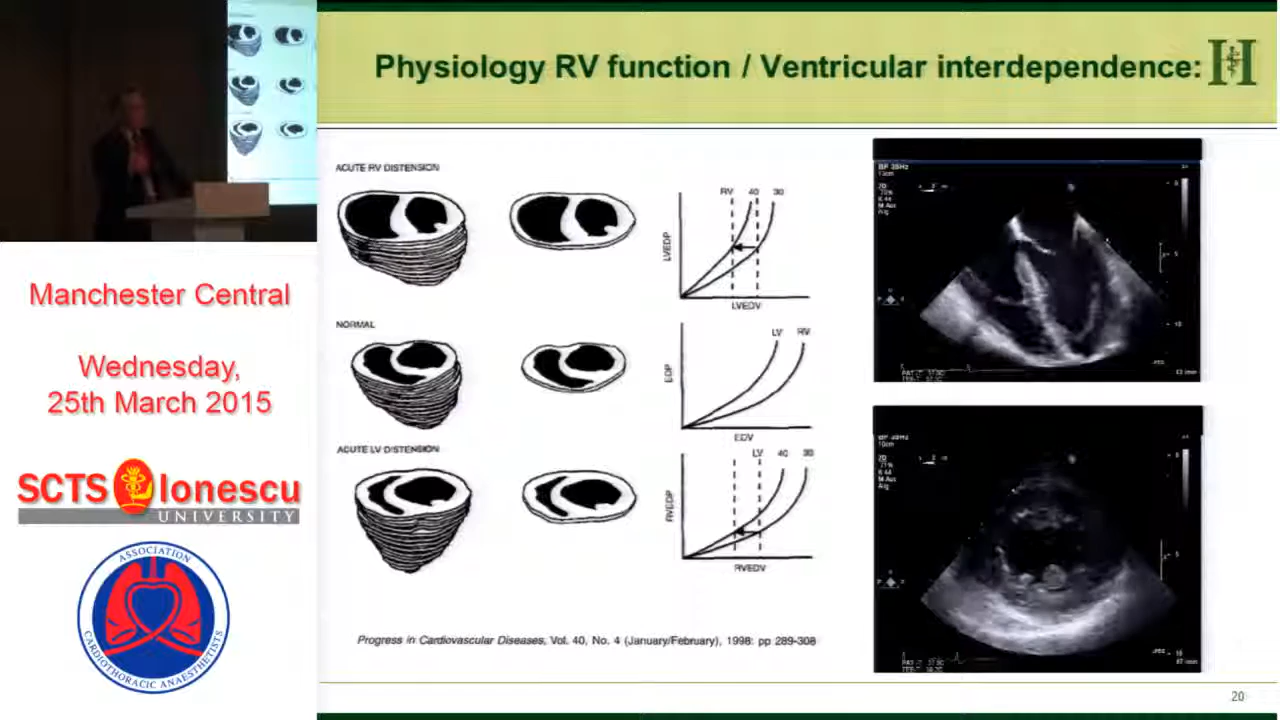 Physiology RV function / Ventricular interdependence:
H
Manchester Central
Wednesday,
25th March 2015
SCTS Ionescu
UNIVERSITY
ASSOCIATION
CARDIOTHORACIC ANAESTHETISTS
ACUTE RV DISTENSION
RV 40 30
LVEDP
LVEDV
NORMAL
LV RV
EDP
EDV
ACUTE LV DISTENSION
LV 40 30
RVEDP
RVEDV
Progress in Cardiovascular Diseases, Vol. 40, No. 4 (January/February), 1998: pp 289-308
20